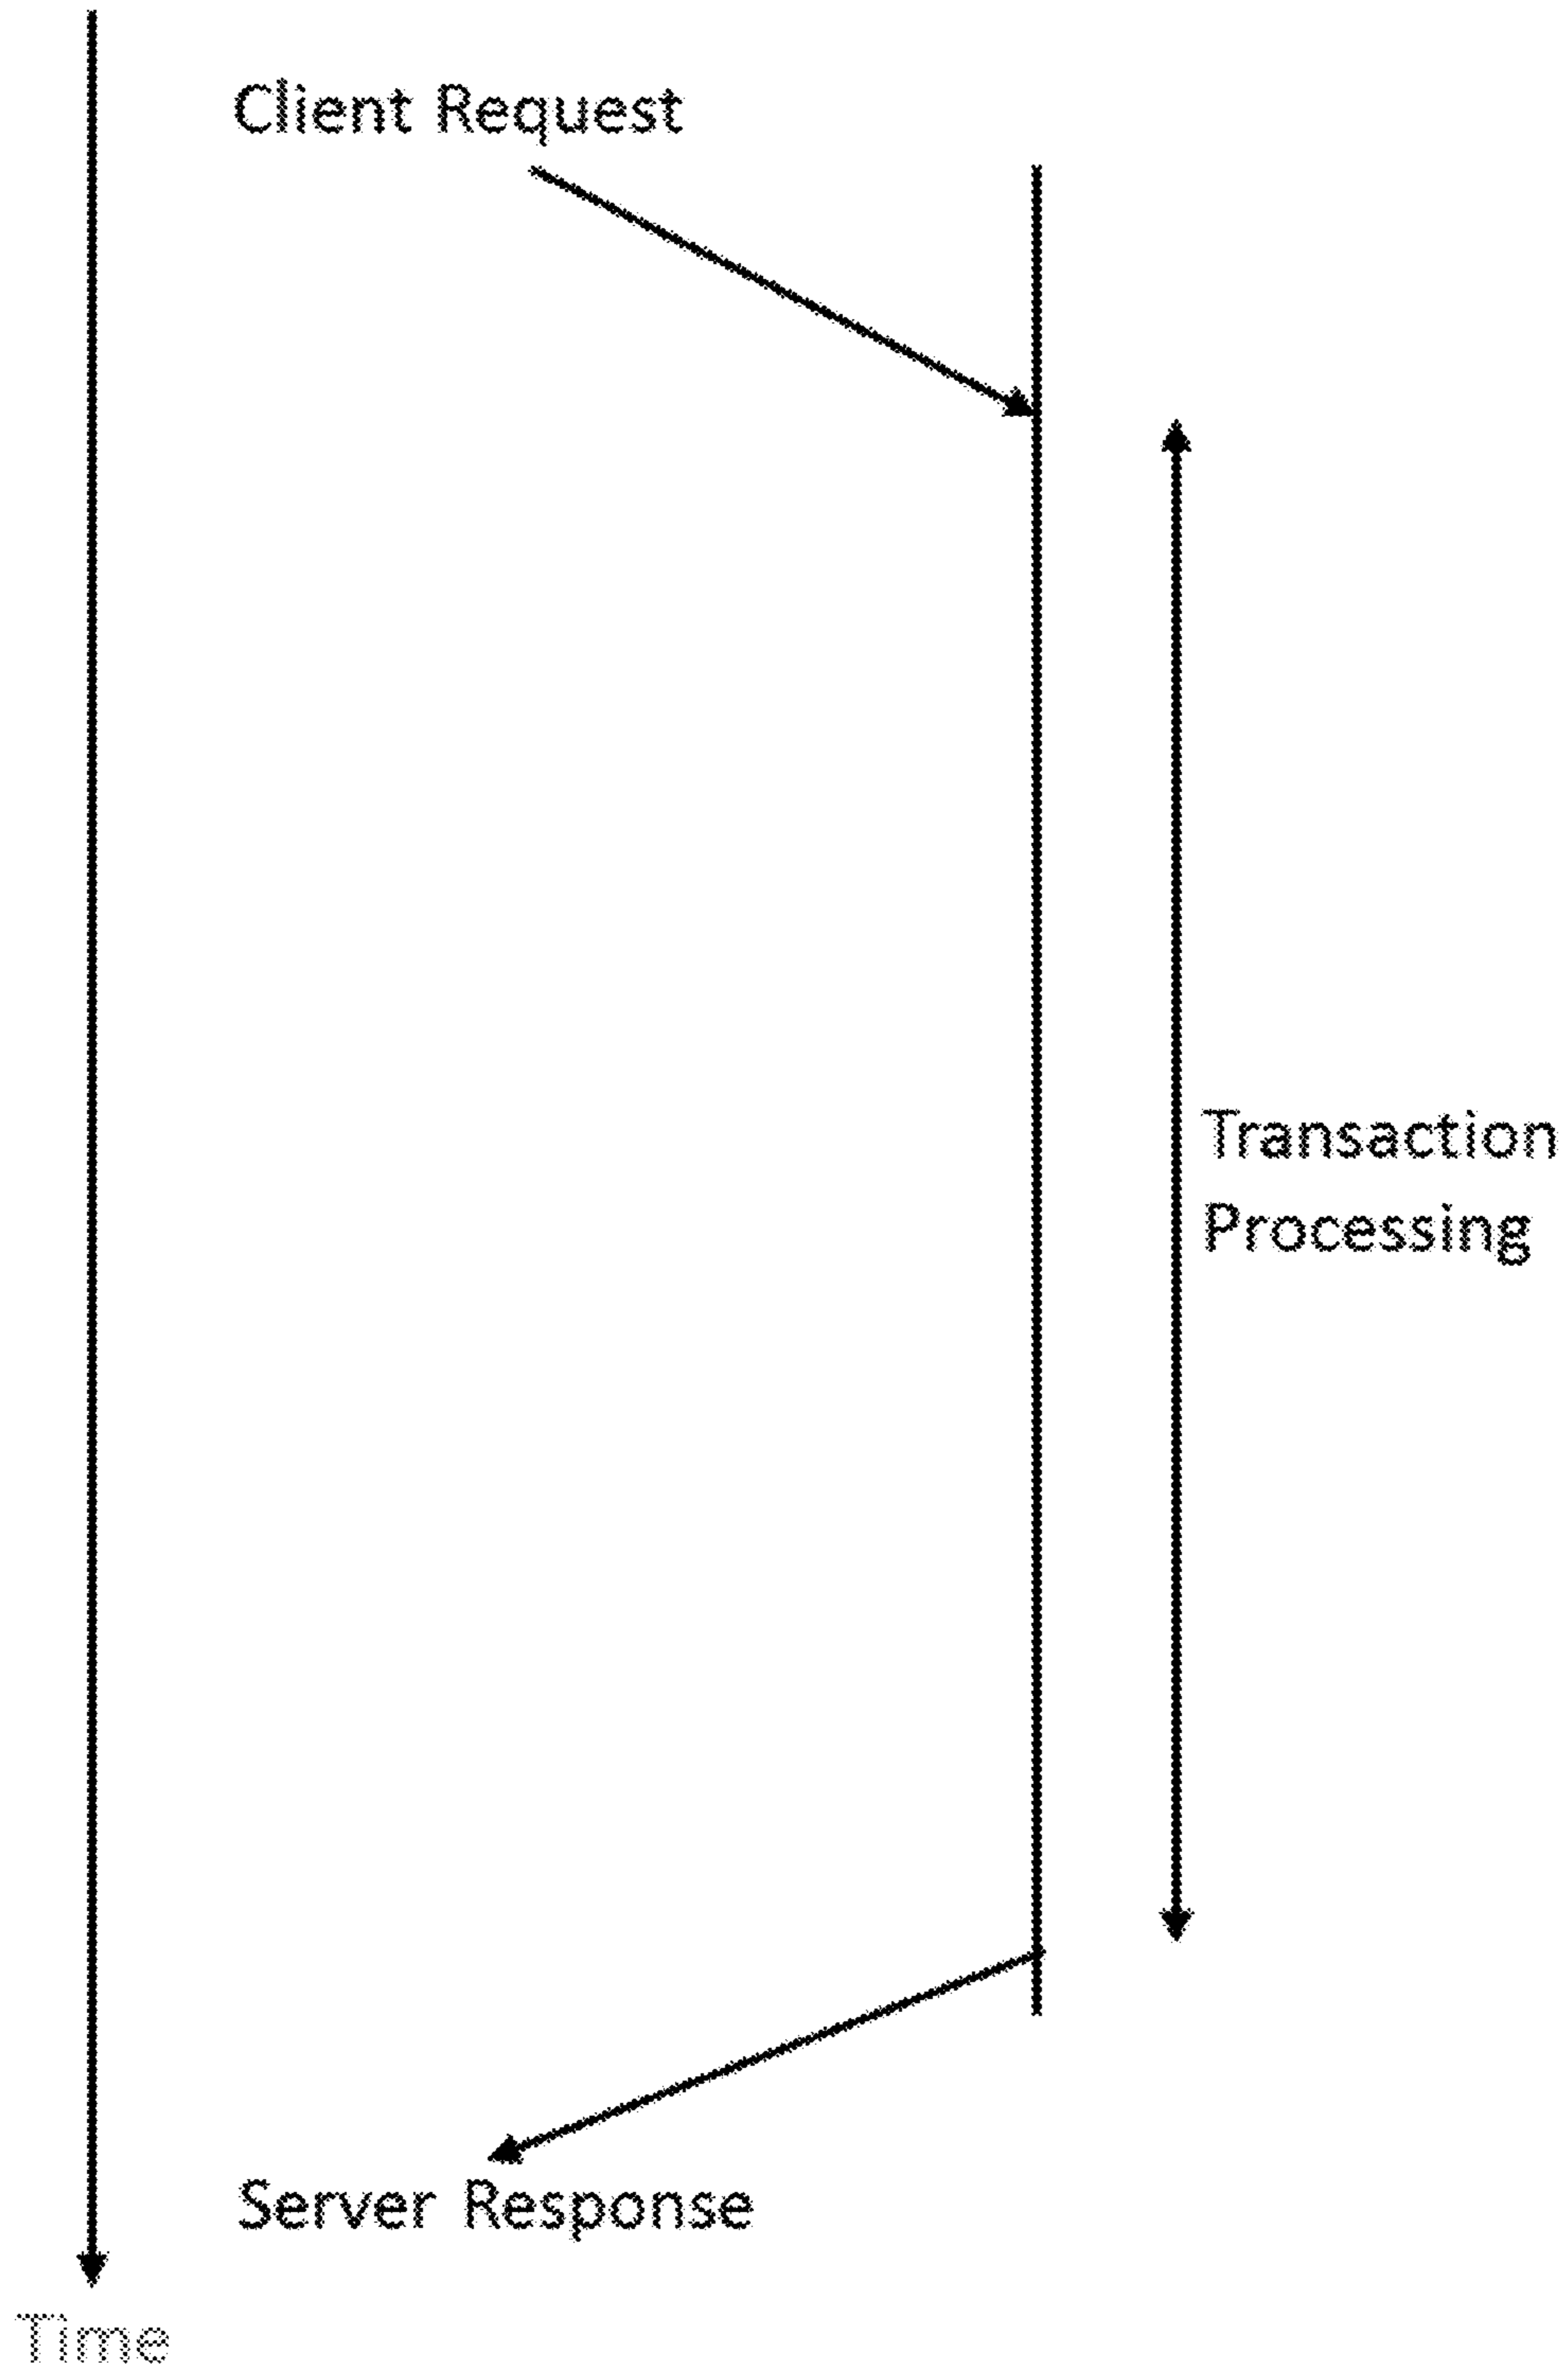 Client Request
Transaction
Processing
Server Response
Time